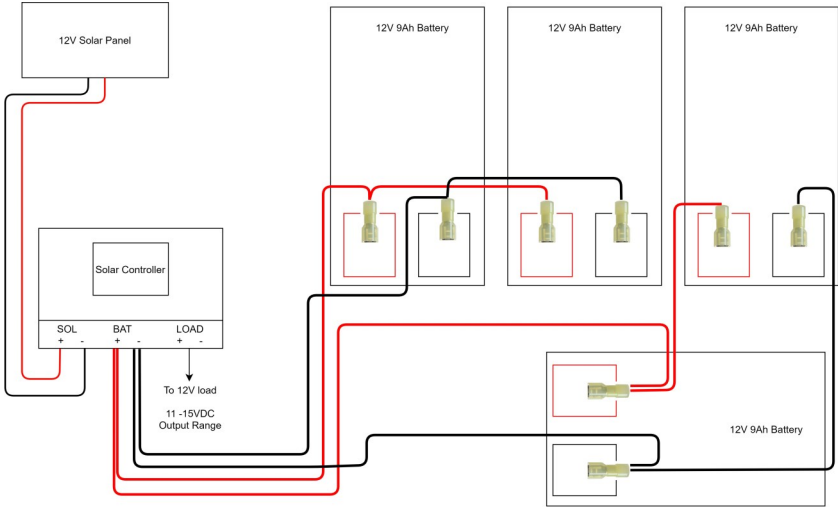 12V Solar Panel
12V 9Ah Battery
12V 9Ah Battery
12V 9Ah Battery
Solar Controller
SOL BAT LOAD
+ - + - + -
To 12V load
11 -15VDC
Output Range
12V 9Ah Battery